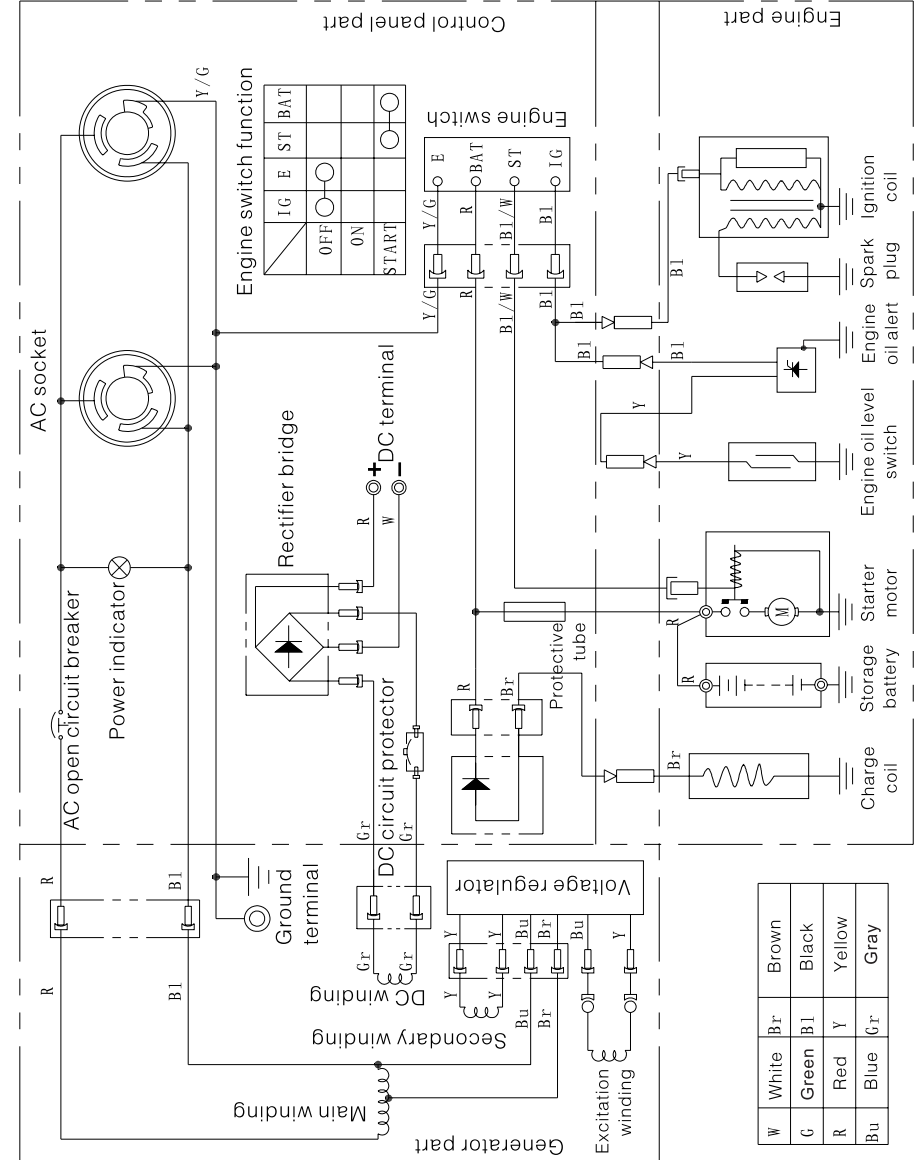 Control panel part
Engine part
Generator part
AC socket
Y/G
Engine switch function
IG E ST BAT
OFF
ON
START
Engine switch
E
BAT
ST
IG
Y/G
R
Bl/W
Bl
Y/G
R
Bl/W
Bl
Bl
Bl
Bl
Bl
Y
Y
Ignition
coil
Spark
plug
Engine
oil alert
Engine oil level
switch
Starter
motor
M
Storage
battery
Charge
coil
R
R
Br
Rectifier bridge
DC terminal
+
−
R
W
Power indicator
AC open circuit breaker
DC circuit protector
Protective
tube
R
Br
Gr
Gr
R
Bl
Ground
terminal
R
Bl
Gr
Gr
DC winding
Voltage regulator
Y
Y
Bu
Br
Bu
Y
Y
Y
Bu
Br
Secondary winding
Main winding
Excitation
winding
W White Br Brown
G Green Bl Black
R Red Y Yellow
Bu Blue Gr Gray